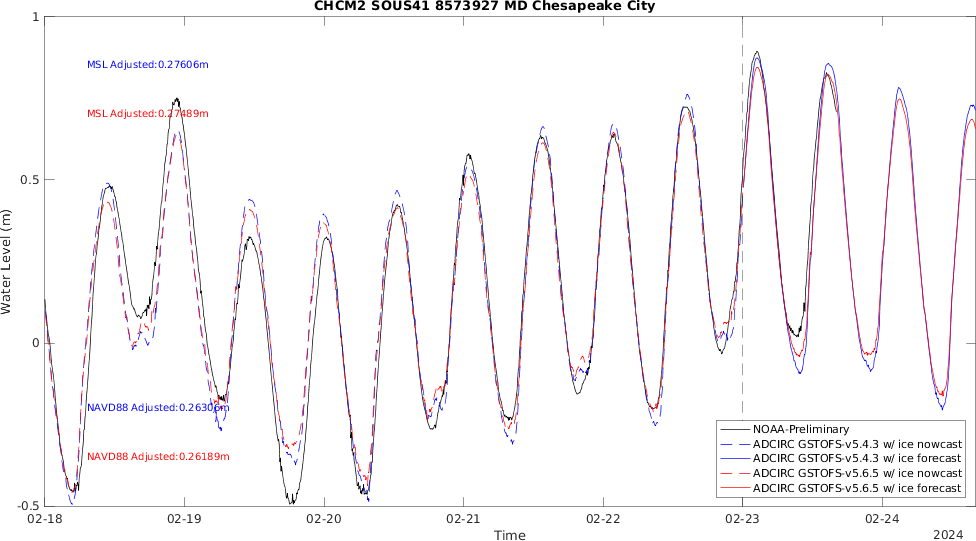 CHCM2 SOUS41 8573927 MD Chesapeake City
1
MSL Adjusted:0.27606m
MSL Adjusted:0.27489m
0.5
Water Level (m)
0
NAVD88 Adjusted:0.26306m
NAVD88 Adjusted:0.26189m
NOAA-Preliminary
ADCIRC GSTOFS-v5.4.3 w/ ice nowcast
ADCIRC GSTOFS-v5.4.3 w/ ice forecast
ADCIRC GSTOFS-v5.6.5 w/ ice nowcast
ADCIRC GSTOFS-v5.6.5 w/ ice forecast
-0.5
02-18 02-19 02-20 02-21 02-22 02-23 02-24
Time
2024